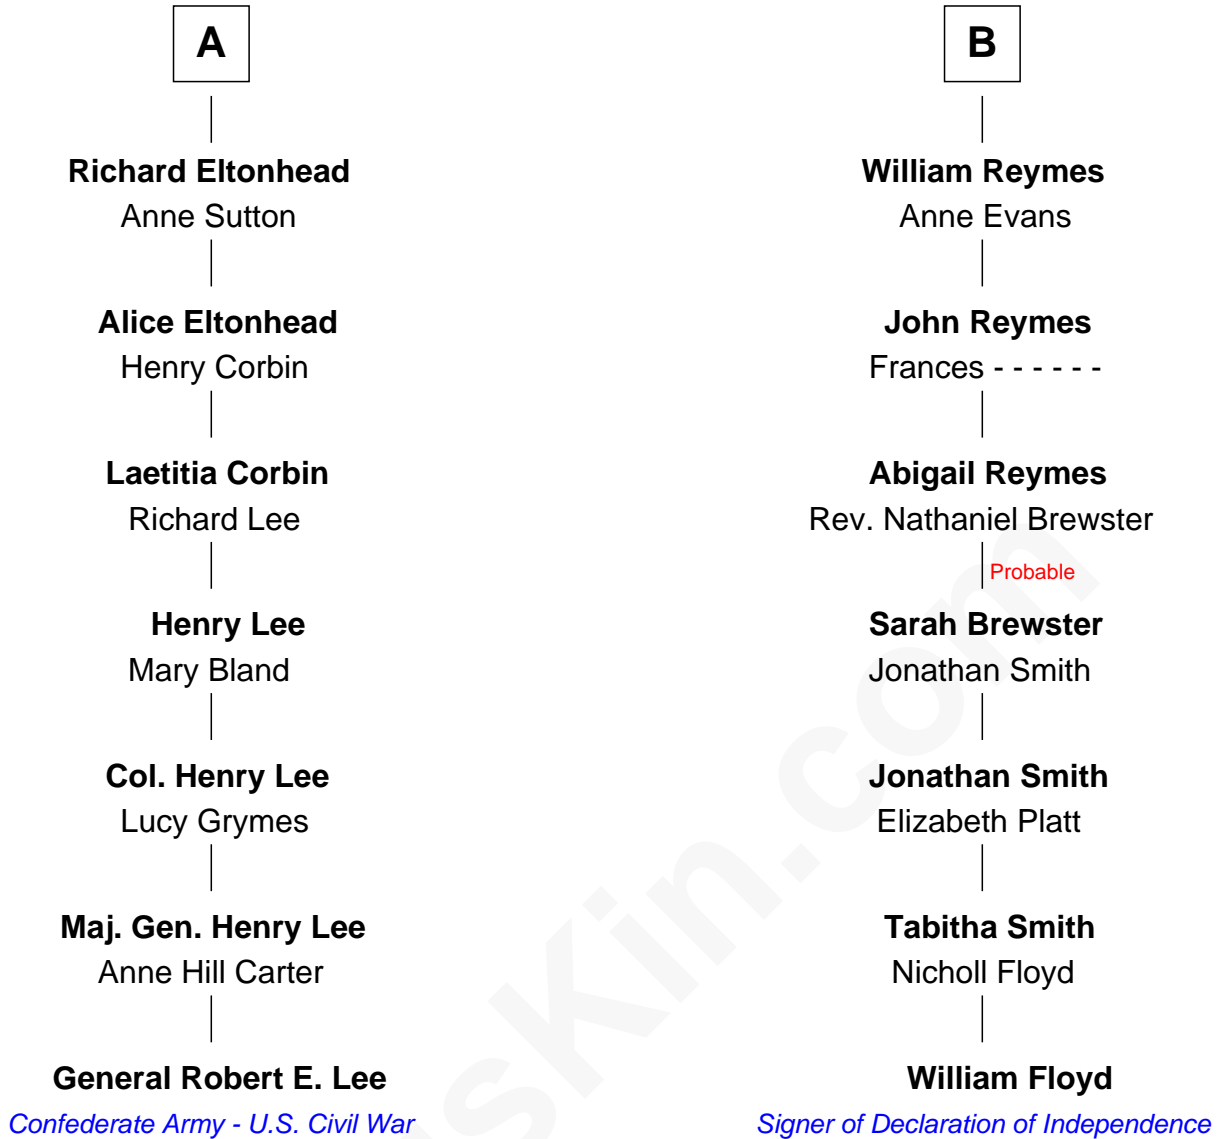 A
Richard Eltonhead
Anne Sutton
Alice Eltonhead
Henry Corbin
Laetitia Corbin
Richard Lee
Henry Lee
Mary Bland
Col. Henry Lee
Lucy Grymes
Maj. Gen. Henry Lee
Anne Hill Carter
General Robert E. Lee
Confederate Army - U.S. Civil War
B
William Reymes
Anne Evans
John Reymes
Frances - - - - - -
Abigail Reymes
Rev. Nathaniel Brewster
Probable
Sarah Brewster
Jonathan Smith
Jonathan Smith
Elizabeth Platt
Tabitha Smith
Nicholl Floyd
William Floyd
Signer of Declaration of Independence